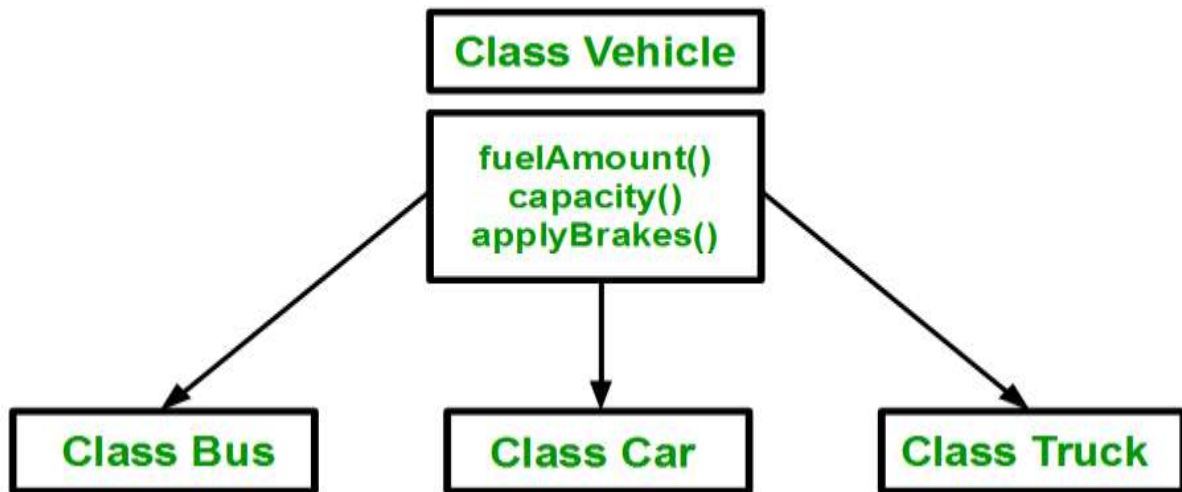 Class Vehicle
fuelAmount()
capacity()
applyBrakes()
Class Bus
Class Car
Class Truck